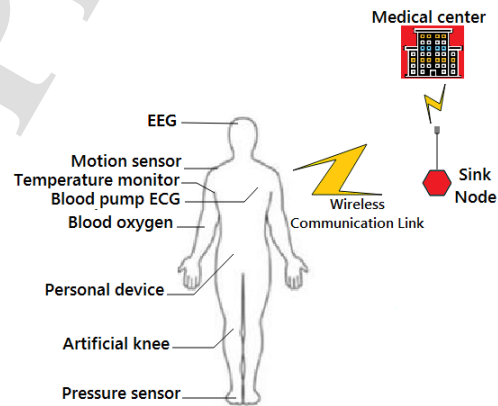 Medical center
EEG
Motion sensor
Temperature monitor
Blood pump ECG
Blood oxygen
Personal device
Artificial knee
Pressure sensor
Wireless
Communication Link
Sink
Node